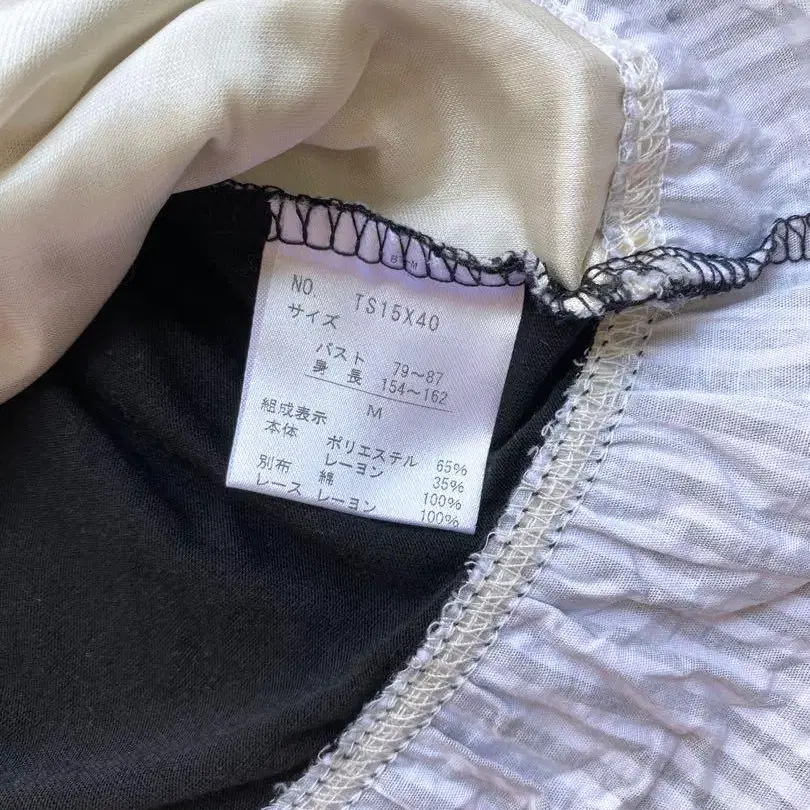 NO. TS15X40
サイズ
バスト 79～87
身長 154～162
M
組成表示
本体 ポリエステル 65%
レーヨン 35%
別布 綿 100%
レース レーヨン 100%